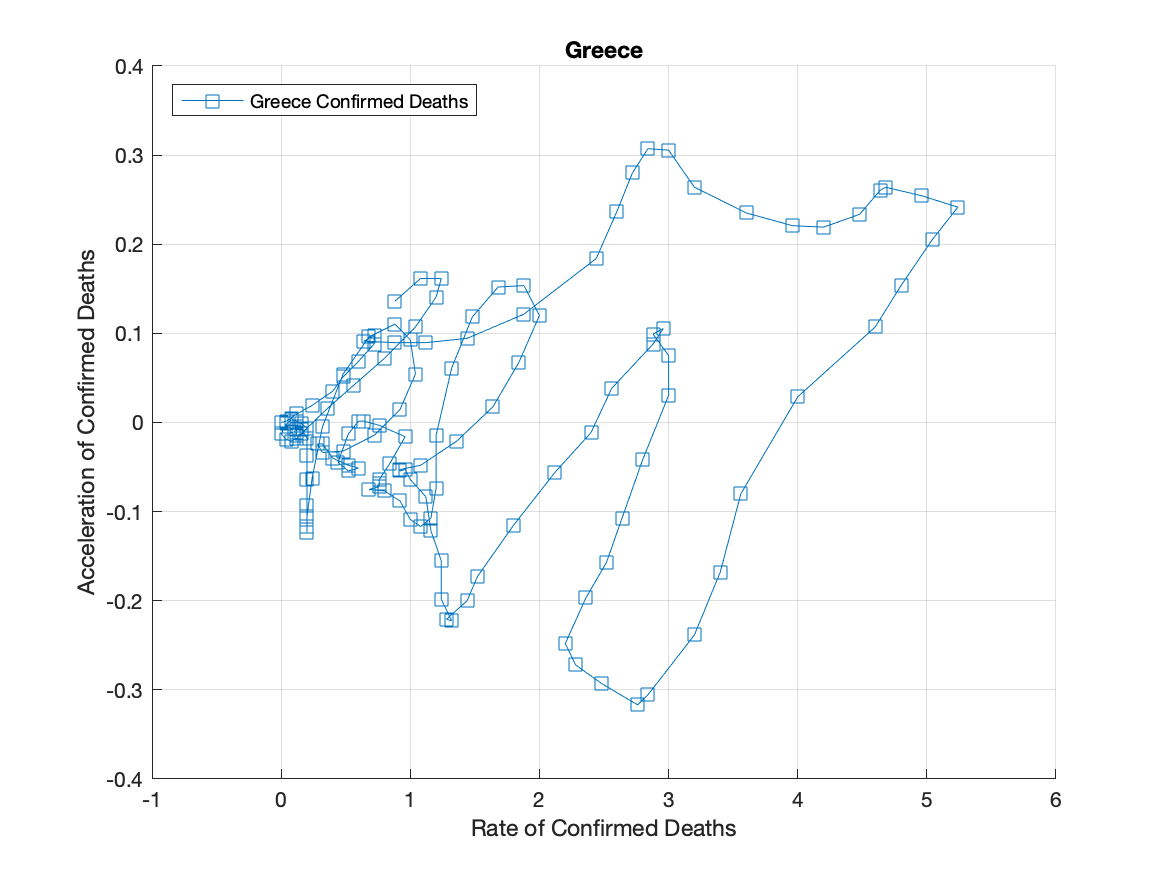 Greece
Greece Confirmed Deaths
0.4
0.3
0.2
0.1
0
-0.1
-0.2
-0.3
-0.4
Acceleration of Confirmed Deaths
-1 0 1 2 3 4 5 6
Rate of Confirmed Deaths